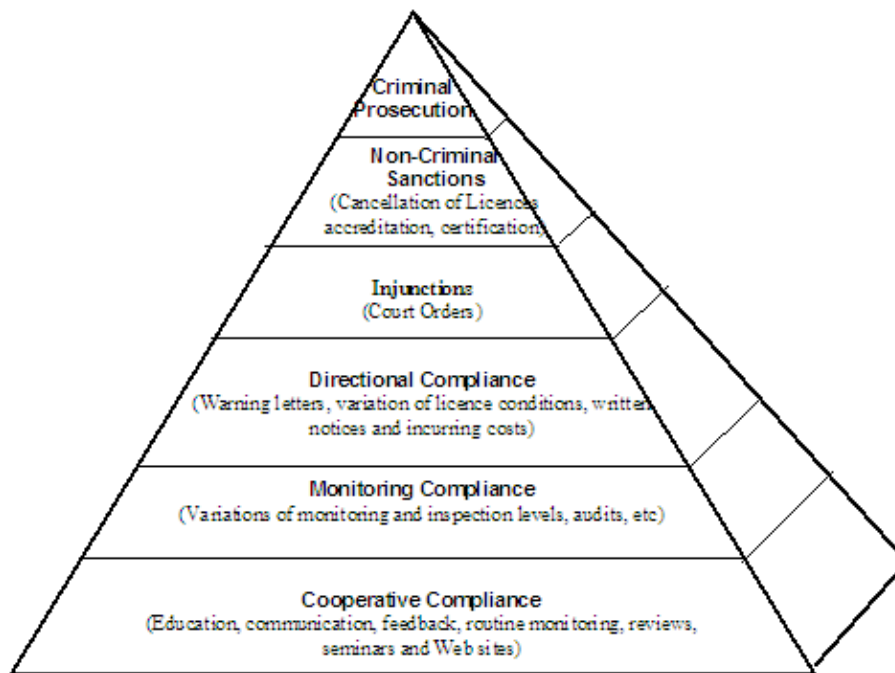 Criminal
Prosecution
Non-Criminal
Sanctions
(Cancellation of Licences
accreditation, certification)
Injunctions
(Court Orders)
Directional Compliance
(Warning letters, variation of licence conditions, written
notices and incurring costs)
Monitoring Compliance
(Variations of monitoring and inspection levels, audits, etc)
Cooperative Compliance
(Education, communication, feedback, routine monitoring, reviews,
seminars and Web sites)